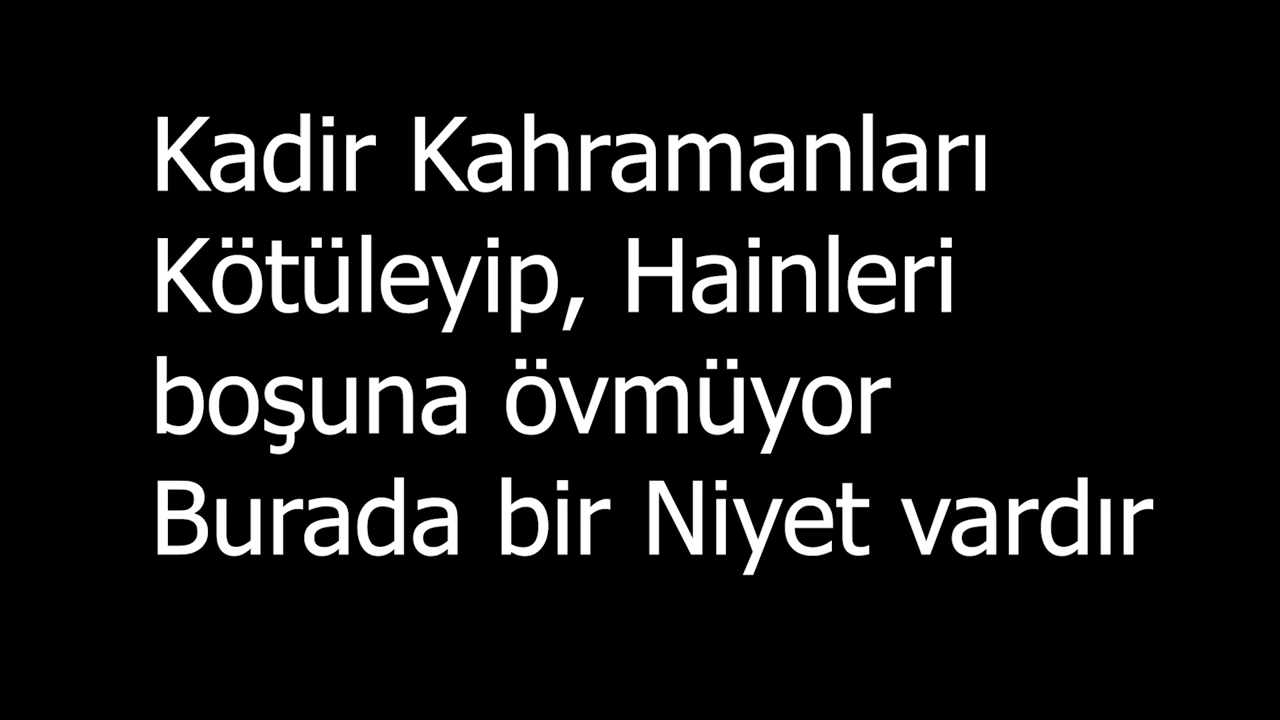 Kadir Kahramanları
Kötüleyip, Hainleri
boşuna övmüyor
Burada bir Niyet vardır